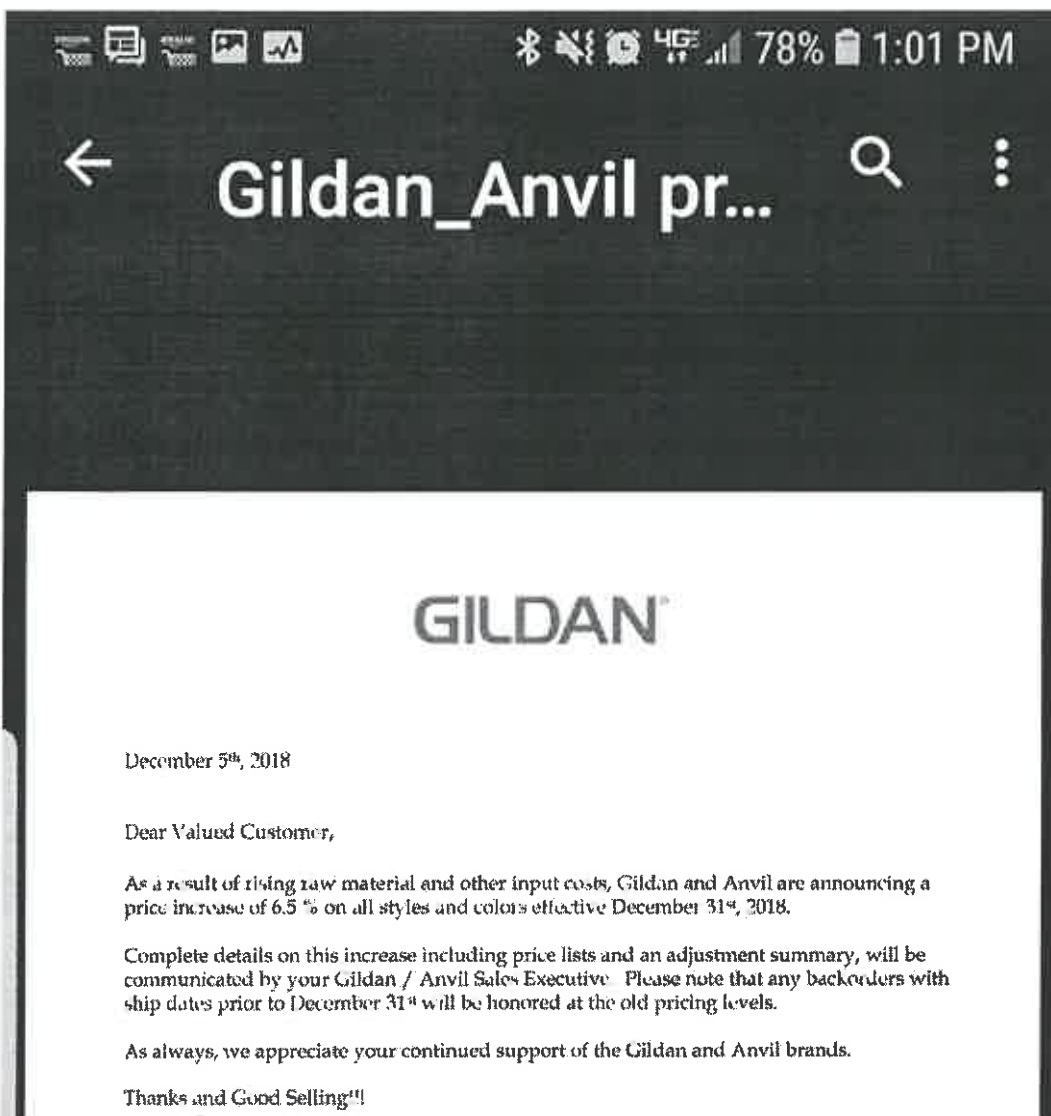 4G 78% 1:01 PM
Gildan_Anvil pr...
GILDAN
December 5th, 2018
Dear Valued Customer,
As a result of rising raw material and other input costs, Gildan and Anvil are announcing a
price increase of 6.5 % on all styles and colors effective December 31st, 2018.
Complete details on this increase including price lists and an adjustment summary, will be
communicated by your Gildan / Anvil Sales Executive. Please note that any backorders with
ship dates prior to December 31st will be honored at the old pricing levels.
As always, we appreciate your continued support of the Gildan and Anvil brands.
Thanks and Good Selling!!!